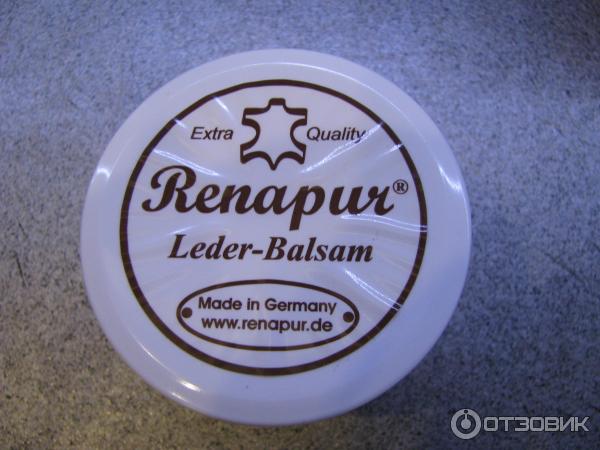 Extra Quality
Renapur®
Leder-Balsam
Made in Germany
www.renapur.de
ОТЗОВИК